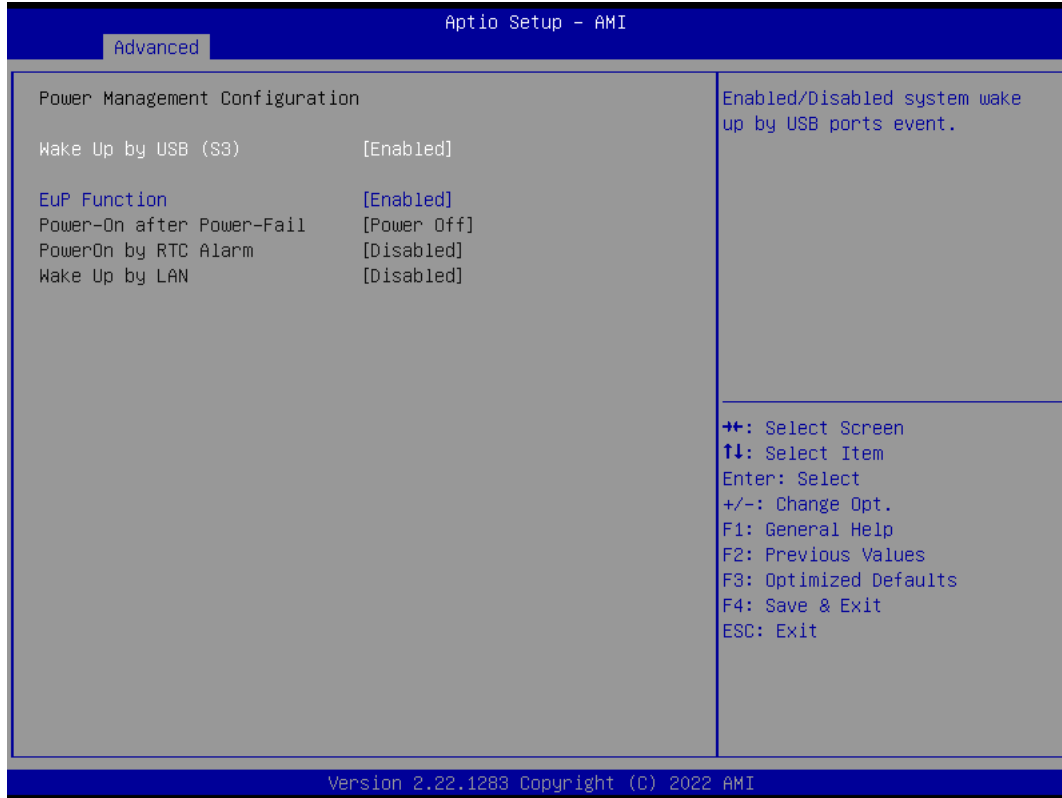 Aptio Setup – AMI
Advanced
Power Management Configuration
Wake Up by USB (S3) [Enabled]
EuP Function [Enabled]
Power-On after Power-Fail [Power Off]
PowerOn by RTC Alarm [Disabled]
Wake Up by LAN [Disabled]
Enabled/Disabled system wake
up by USB ports event.
→←: Select Screen
↑↓: Select Item
Enter: Select
+/-: Change Opt.
F1: General Help
F2: Previous Values
F3: Optimized Defaults
F4: Save & Exit
ESC: Exit
Version 2.22.1283 Copyright (C) 2022 AMI